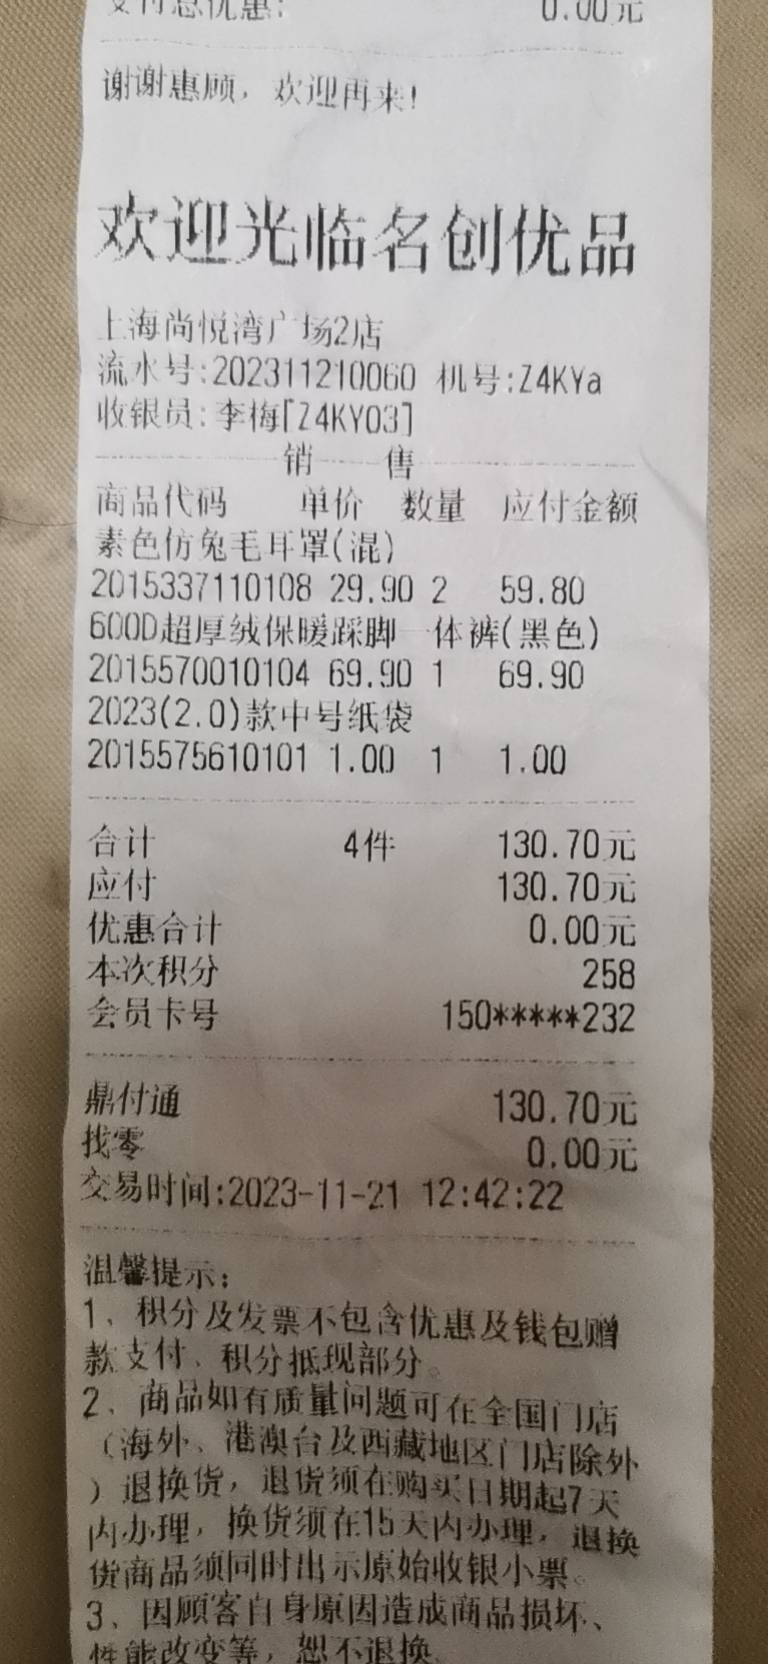 支付总优惠: 0.00元
谢谢惠顾，欢迎再来!
欢迎光临名创优品
上海尚悦湾广场2店
流水号:202311210060 机号:Z4KYa
收银员:李梅[Z4KY03]
销 售
商品代码 单价 数量 应付金额
素色仿兔毛耳罩(混)
2015337110108 29.90 2 59.80
600D超厚绒保暖踩脚一体裤(黑色)
2015570010104 69.90 1 69.90
2023(2.0)款中号纸袋
2015575610101 1.00 1 1.00
合计 4件 130.70元
应付 130.70元
优惠合计 0.00元
本次积分 258
会员卡号 150*****232
鼎付通 130.70元
找零 0.00元
交易时间:2023-11-21 12:42:22
温馨提示:
1、积分及发票不包含优惠及钱包赠
款支付、积分抵现部分。
2、商品如有质量问题可在全国门店
（海外、港澳台及西藏地区门店除外
）退换货，退货须在购买日期起7天
内办理，换货须在15天内办理，退换
货商品须同时出示原始收银小票。
3、因顾客自身原因造成商品损坏、
性能改变等，恕不退换。